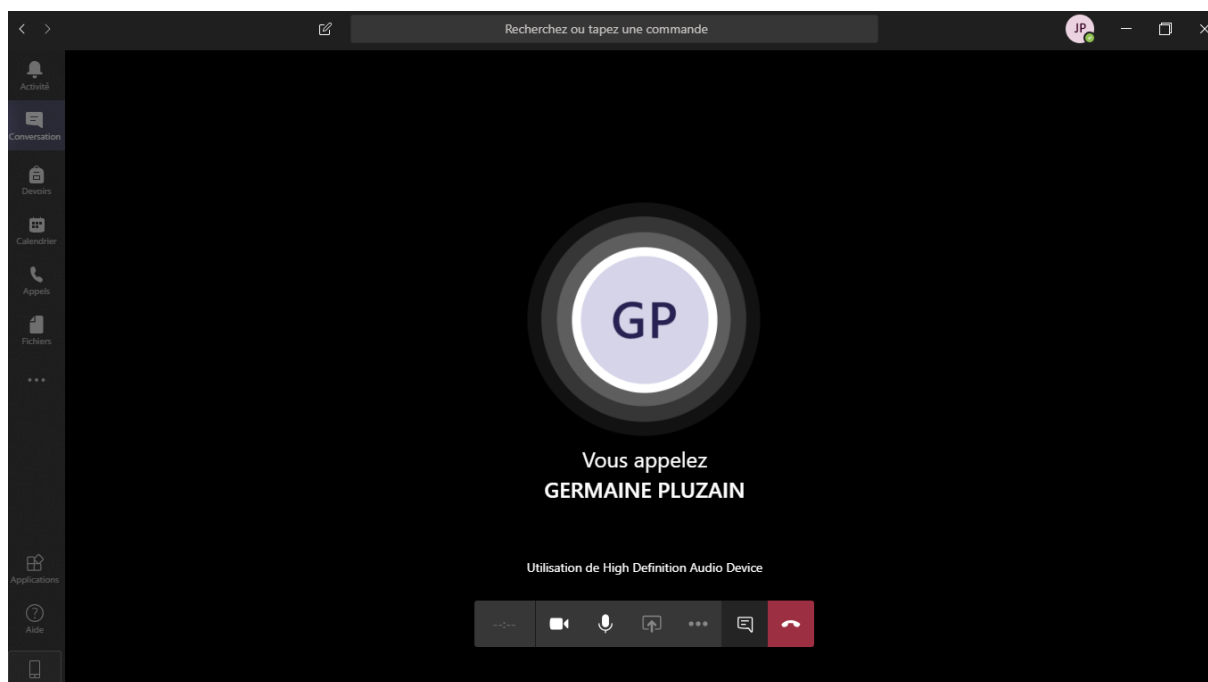 Recherchez ou tapez une commande
JP
Activité
Conversation
Devoirs
Calendrier
Appels
Fichiers
GP
Vous appelez
GERMAINE PLUZAIN
Utilisation de High Definition Audio Device
--:--
Applications
Aide